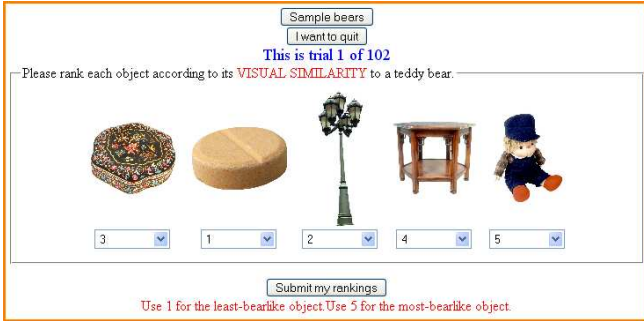 Sample bears
I want to quit
This is trial 1 of 102
Please rank each object according to its VISUAL SIMILARITY to a teddy bear.
3 1 2 4 5
Submit my rankings
Use 1 for the least-bearlike object.Use 5 for the most-bearlike object.